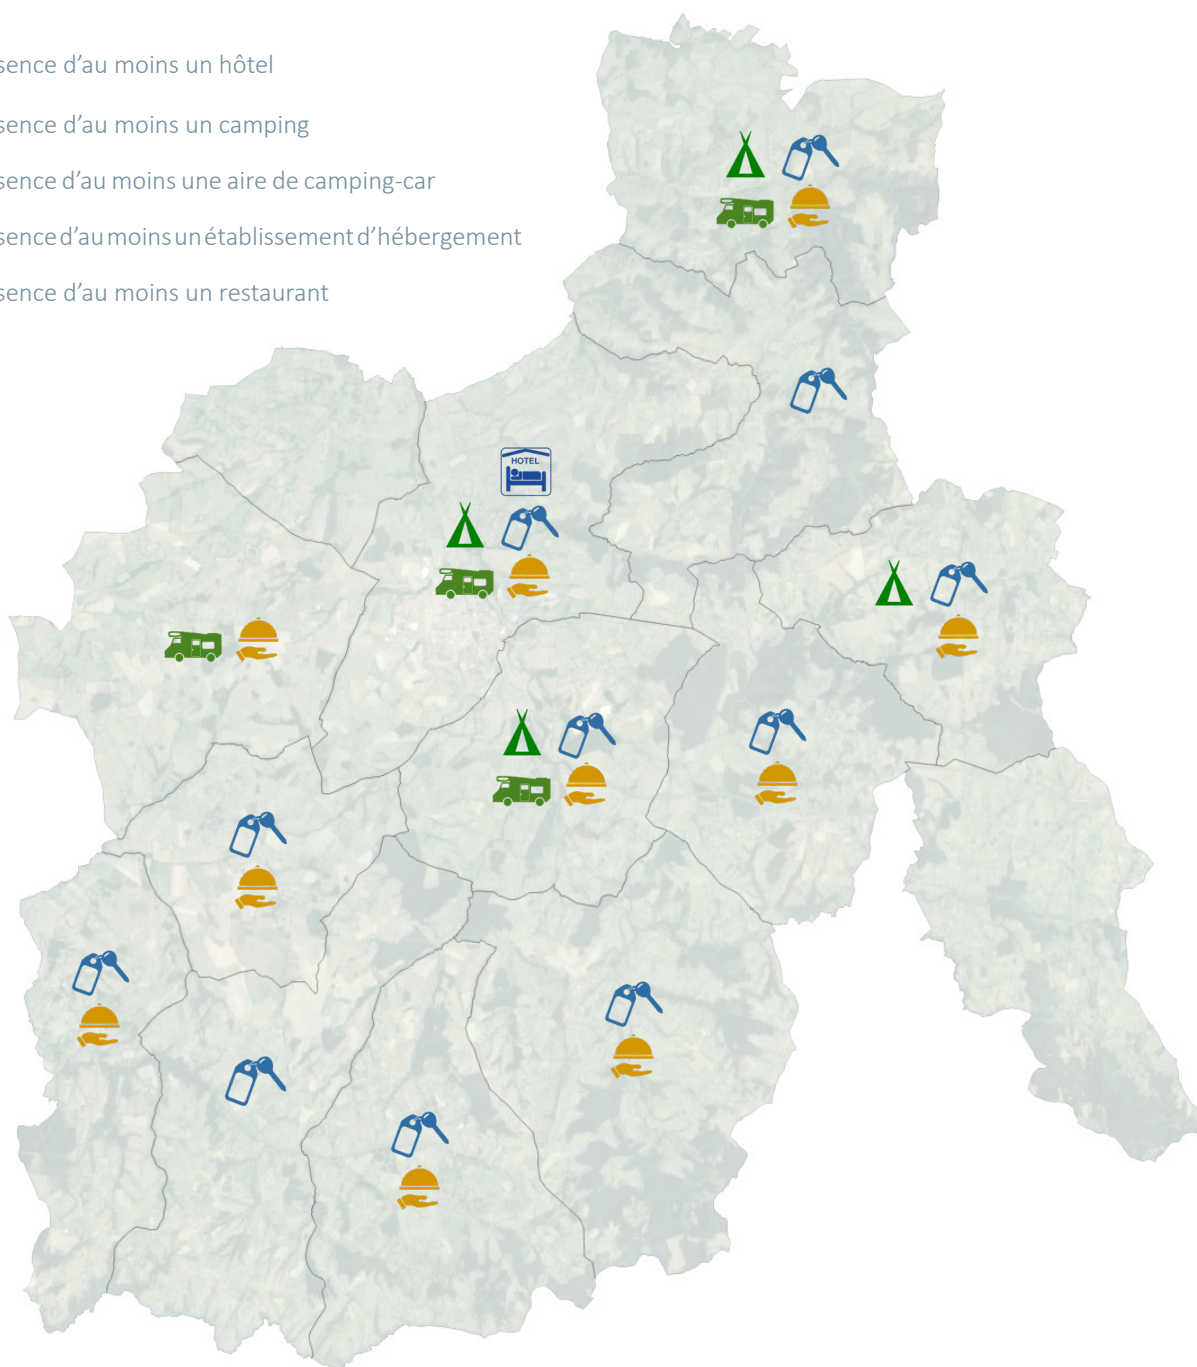 sence d’au moins un hôtel
sence d’au moins un camping
sence d’au moins une aire de camping-car
sence d’au moins un établissement d’hébergement
sence d’au moins un restaurant
HOTEL